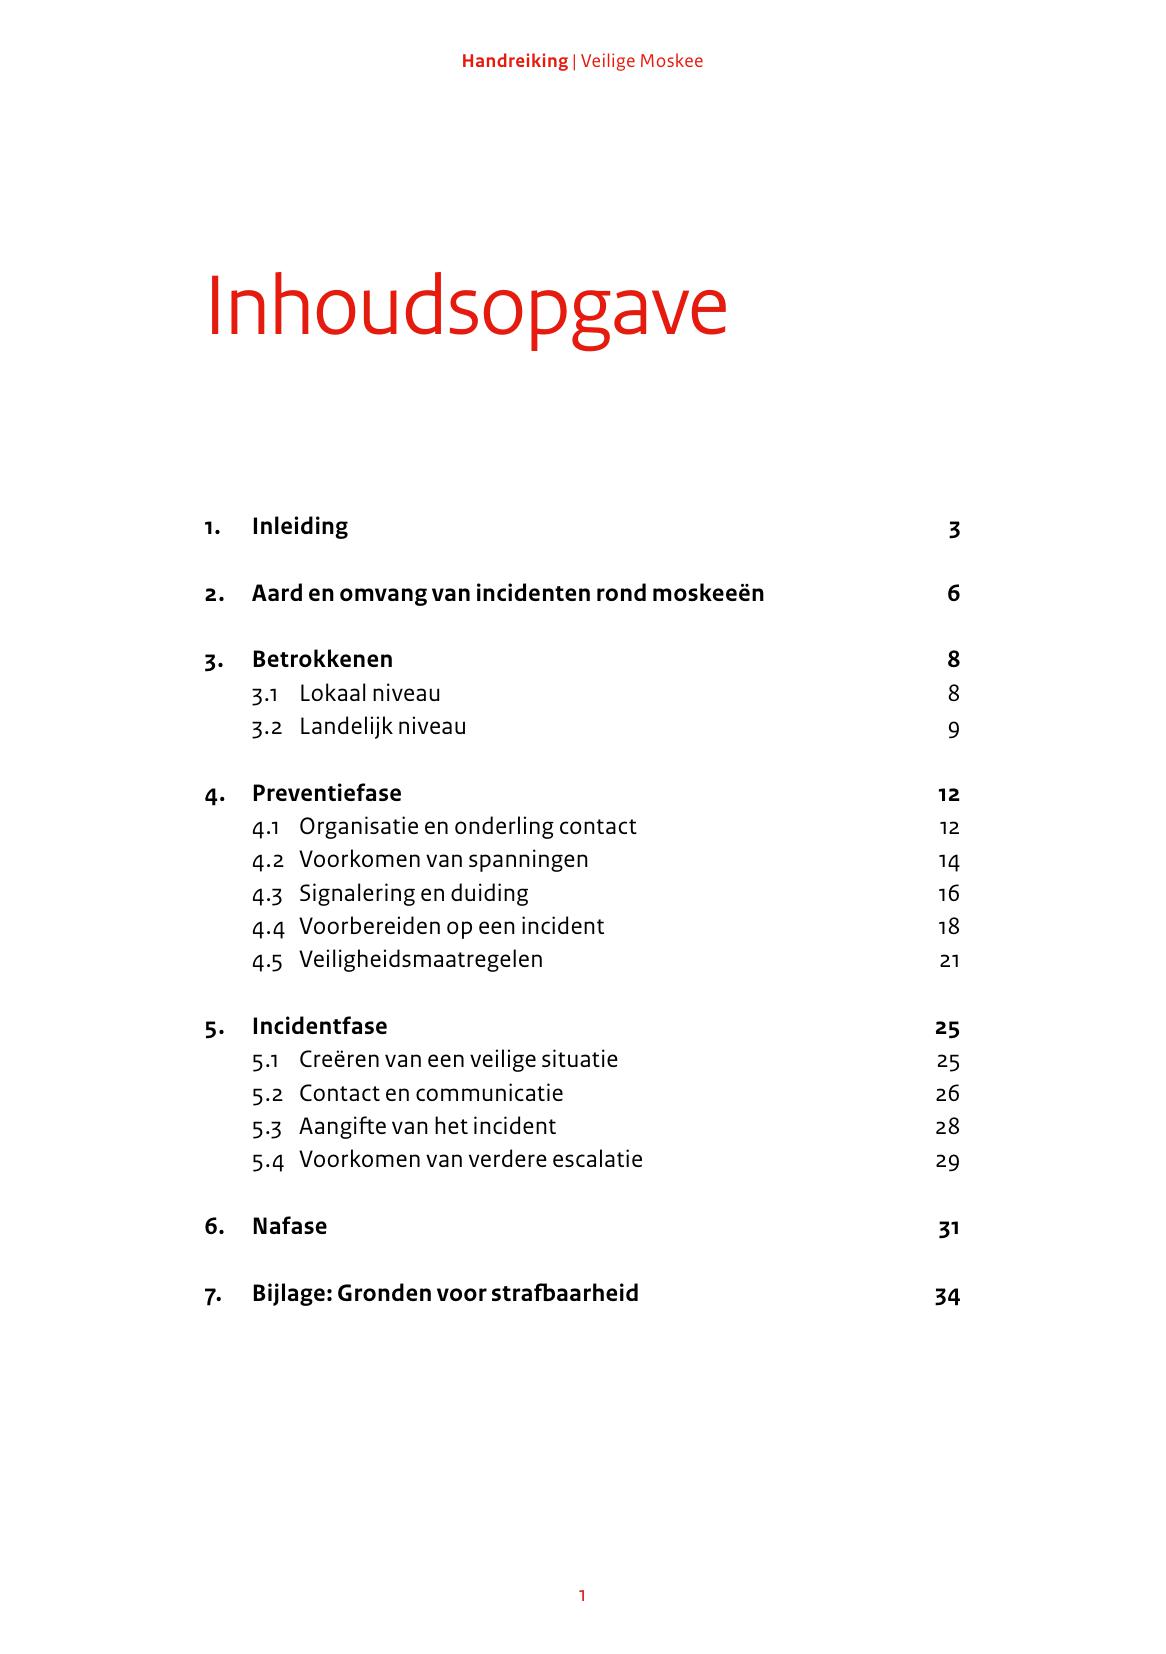 Handreiking | Veilige Moskee
Inhoudsopgave
1. Inleiding 3
2. Aard en omvang van incidenten rond moskeeën 6
3. Betrokkenen 8
3.1 Lokaal niveau 8
3.2 Landelijk niveau 9
4. Preventiefase 12
4.1 Organisatie en onderling contact 12
4.2 Voorkomen van spanningen 14
4.3 Signalering en duiding 16
4.4 Voorbereiden op een incident 18
4.5 Veiligheidsmaatregelen 21
5. Incidentfase 25
5.1 Creëren van een veilige situatie 25
5.2 Contact en communicatie 26
5.3 Aangifte van het incident 28
5.4 Voorkomen van verdere escalatie 29
6. Nafase 31
7. Bijlage: Gronden voor strafbaarheid 34
1